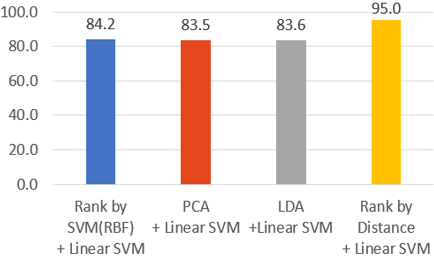 100.0
80.0
60.0
40.0
20.0
0.0
84.2
83.5
83.6
95.0
Rank by
SVM(RBF)
+ Linear SVM
PCA
+ Linear SVM
LDA
+Linear SVM
Rank by
Distance
+ Linear SVM